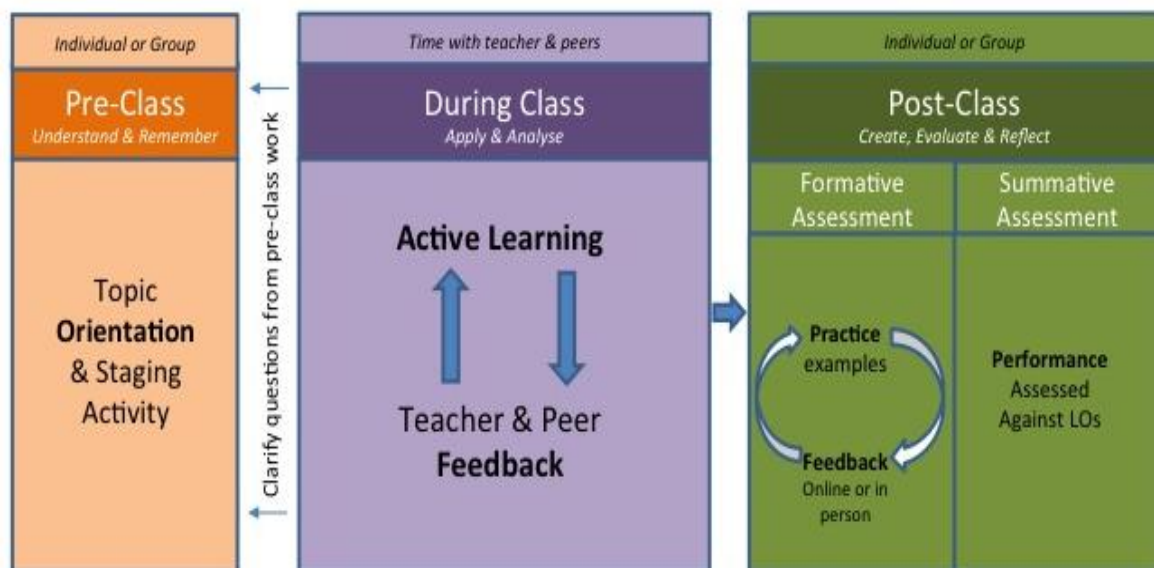 Individual or Group
Pre-Class
Understand & Remember
Topic
Orientation
& Staging
Activity
Clarify questions from pre-class work
Time with teacher & peers
During Class
Apply & Analyse
Active Learning
Teacher & Peer
Feedback
Individual or Group
Post-Class
Create, Evaluate & Reflect
Formative
Assessment
Practice
examples
Feedback
Online or in
person
Summative
Assessment
Performance
Assessed
Against LOs